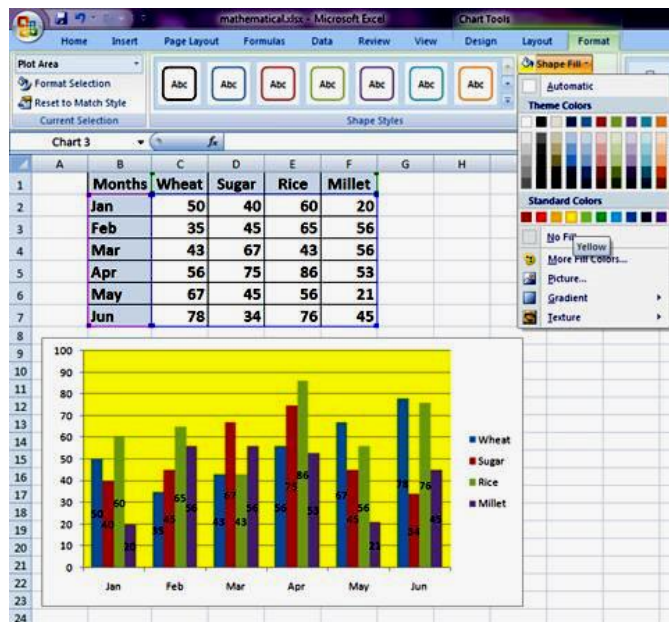 mathematical.xlsx - Microsoft Excel Chart Tools
Home Insert Page Layout Formulas Data Review View Design Layout Format
Plot Area
Format Selection
Reset to Match Style
Current Selection
Abc Abc Abc Abc Abc Abc Abc
Shape Styles
Shape Fill
Automatic
Theme Colors
Standard Colors
No Fill
Yellow
More Fill Colors...
Picture...
Gradient
Texture
Chart 3 fx
A B C D E F G H
1 Months Wheat Sugar Rice Millet
2 Jan 50 40 60 20
3 Feb 35 45 65 56
4 Mar 43 67 43 56
5 Apr 56 75 86 53
6 May 67 45 56 21
7 Jun 78 34 76 45
8
9
10
11
12
13
14
15
16
17
18
19
20
21
22
23
24
100
90
80
70
60
50
40
30
20
10
0
50 40 60 20
35 45 65 56
43 67 43 56
56 75 86 53
67 45 56 21
78 34 76 45
Jan Feb Mar Apr May Jun
Wheat
Sugar
Rice
Millet